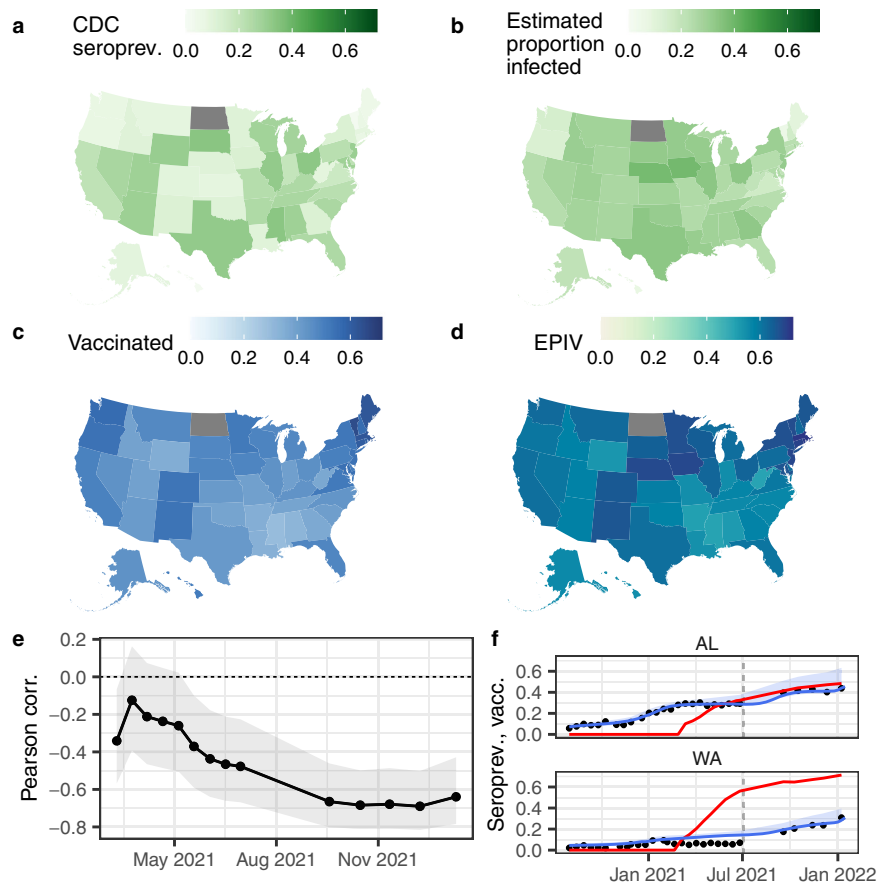 a
CDC
seroprev.
0.0 0.2 0.4 0.6
b
Estimated
proportion
infected
0.0 0.2 0.4 0.6
c
Vaccinated
0.0 0.2 0.4 0.6
d
EPIV
0.0 0.2 0.4 0.6
e
Pearson corr.
0.2
0.0
−0.2
−0.4
−0.6
−0.8
May 2021 Aug 2021 Nov 2021
f
Seroprev., vacc.
AL
0.6
0.4
0.2
0.0
WA
0.6
0.4
0.2
0.0
Jan 2021 Jul 2021 Jan 2022